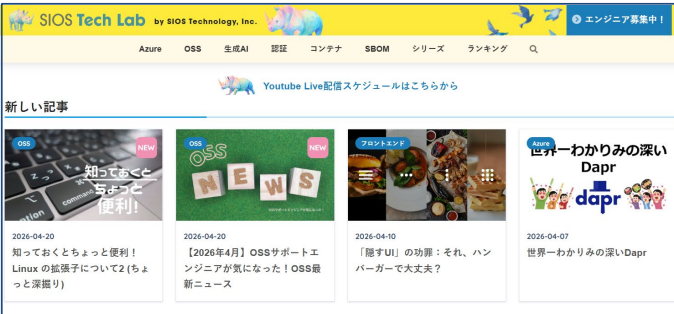 SIOS Tech Lab by SIOS Technology, Inc.
エンジニア募集中！
Azure OSS 生成AI 認証 コンテナ SBOM シリーズ ランキング
Youtube Live配信スケジュールはこちらから
新しい記事
OSS
NEW
知っておくと
ちょっと
便利!
option
command
2026-04-20
知っておくとちょっと便利！
Linux の拡張子について2 (ちょ
っと深掘り)
OSS
NEW
OSS
NEWS
2026-04-20
【2026年4月】OSSサポートエ
ンジニアが気になった！OSS最
新ニュース
フロントエンド
2026-04-10
「隠すUI」の功罪：それ、ハン
バーガーで大丈夫？
Azure
世界一わかりみの深い
Dapr
dapr
2026-04-07
世界一わかりみの深いDapr